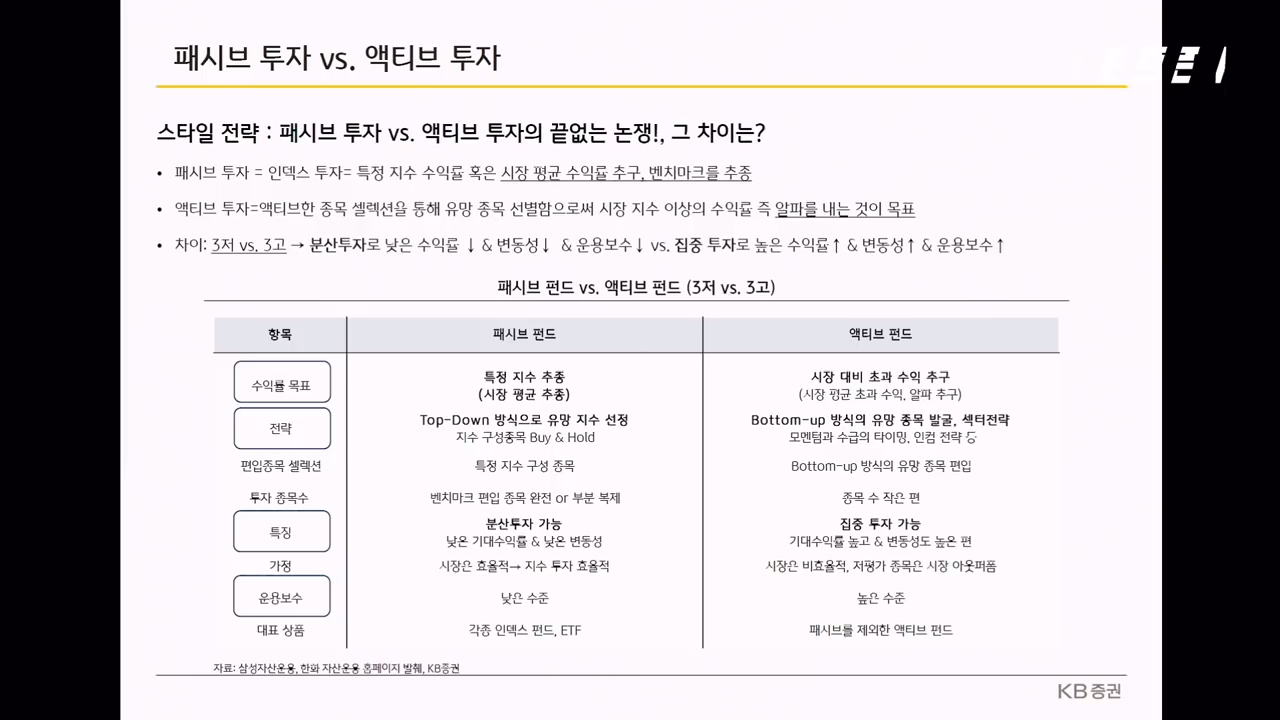 패시브 투자 vs. 액티브 투자
스타일 전략 : 패시브 투자 vs. 액티브 투자의 끝없는 논쟁!, 그 차이는?
• 패시브 투자 = 인덱스 투자= 특정 지수 수익률 혹은 시장 평균 수익률 추구, 벤치마크를 추종
• 액티브 투자=액티브한 종목 셀렉션을 통해 유망 종목 선별함으로써 시장 지수 이상의 수익률 즉 알파를 내는 것이 목표
• 차이: 3저 vs. 3고 → 분산투자로 낮은 수익률 ↓ & 변동성↓ & 운용보수↓ vs. 집중 투자로 높은 수익률↑ & 변동성↑ & 운용보수↑
패시브 펀드 vs. 액티브 펀드 (3저 vs. 3고)
항목 패시브 펀드 액티브 펀드
수익률 목표 특정 지수 추종 시장 대비 초과 수익 추구
(시장 평균 추종) (시장 평균 초과 수익, 알파 추구)
전략 Top-Down 방식으로 유망 지수 선정 Bottom-up 방식의 유망 종목 발굴, 섹터전략
지수 구성종목 Buy & Hold 모멘텀과 수급의 타이밍, 인컴 전략 등
편입종목 셀렉션 특정 지수 구성 종목 Bottom-up 방식의 유망 종목 편입
투자 종목수 벤치마크 편입 종목 완전 or 부분 복제 종목 수 작은 편
특징 분산투자 가능 집중 투자 가능
낮은 기대수익률 & 낮은 변동성 기대수익률 높고 & 변동성도 높은 편
가정 시장은 효율적→ 지수 투자 효율적 시장은 비효율적, 저평가 종목은 시장 아웃퍼폼
운용보수 낮은 수준 높은 수준
대표 상품 각종 인덱스 펀드, ETF 패시브를 제외한 액티브 펀드
자료: 삼성자산운용, 한화 자산운용 홈페이지 발췌, KB증권
KB증권